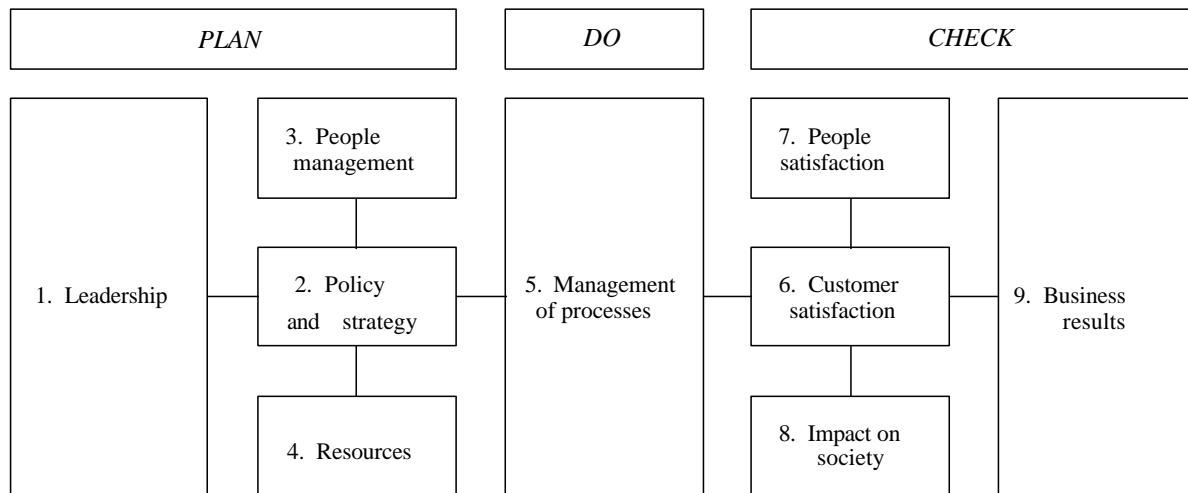 PLAN
DO
CHECK
1. Leadership
3. People
management
2. Policy
and strategy
4. Resources
5. Management
of processes
7. People
satisfaction
6. Customer
satisfaction
8. Impact on
society
9. Business
results